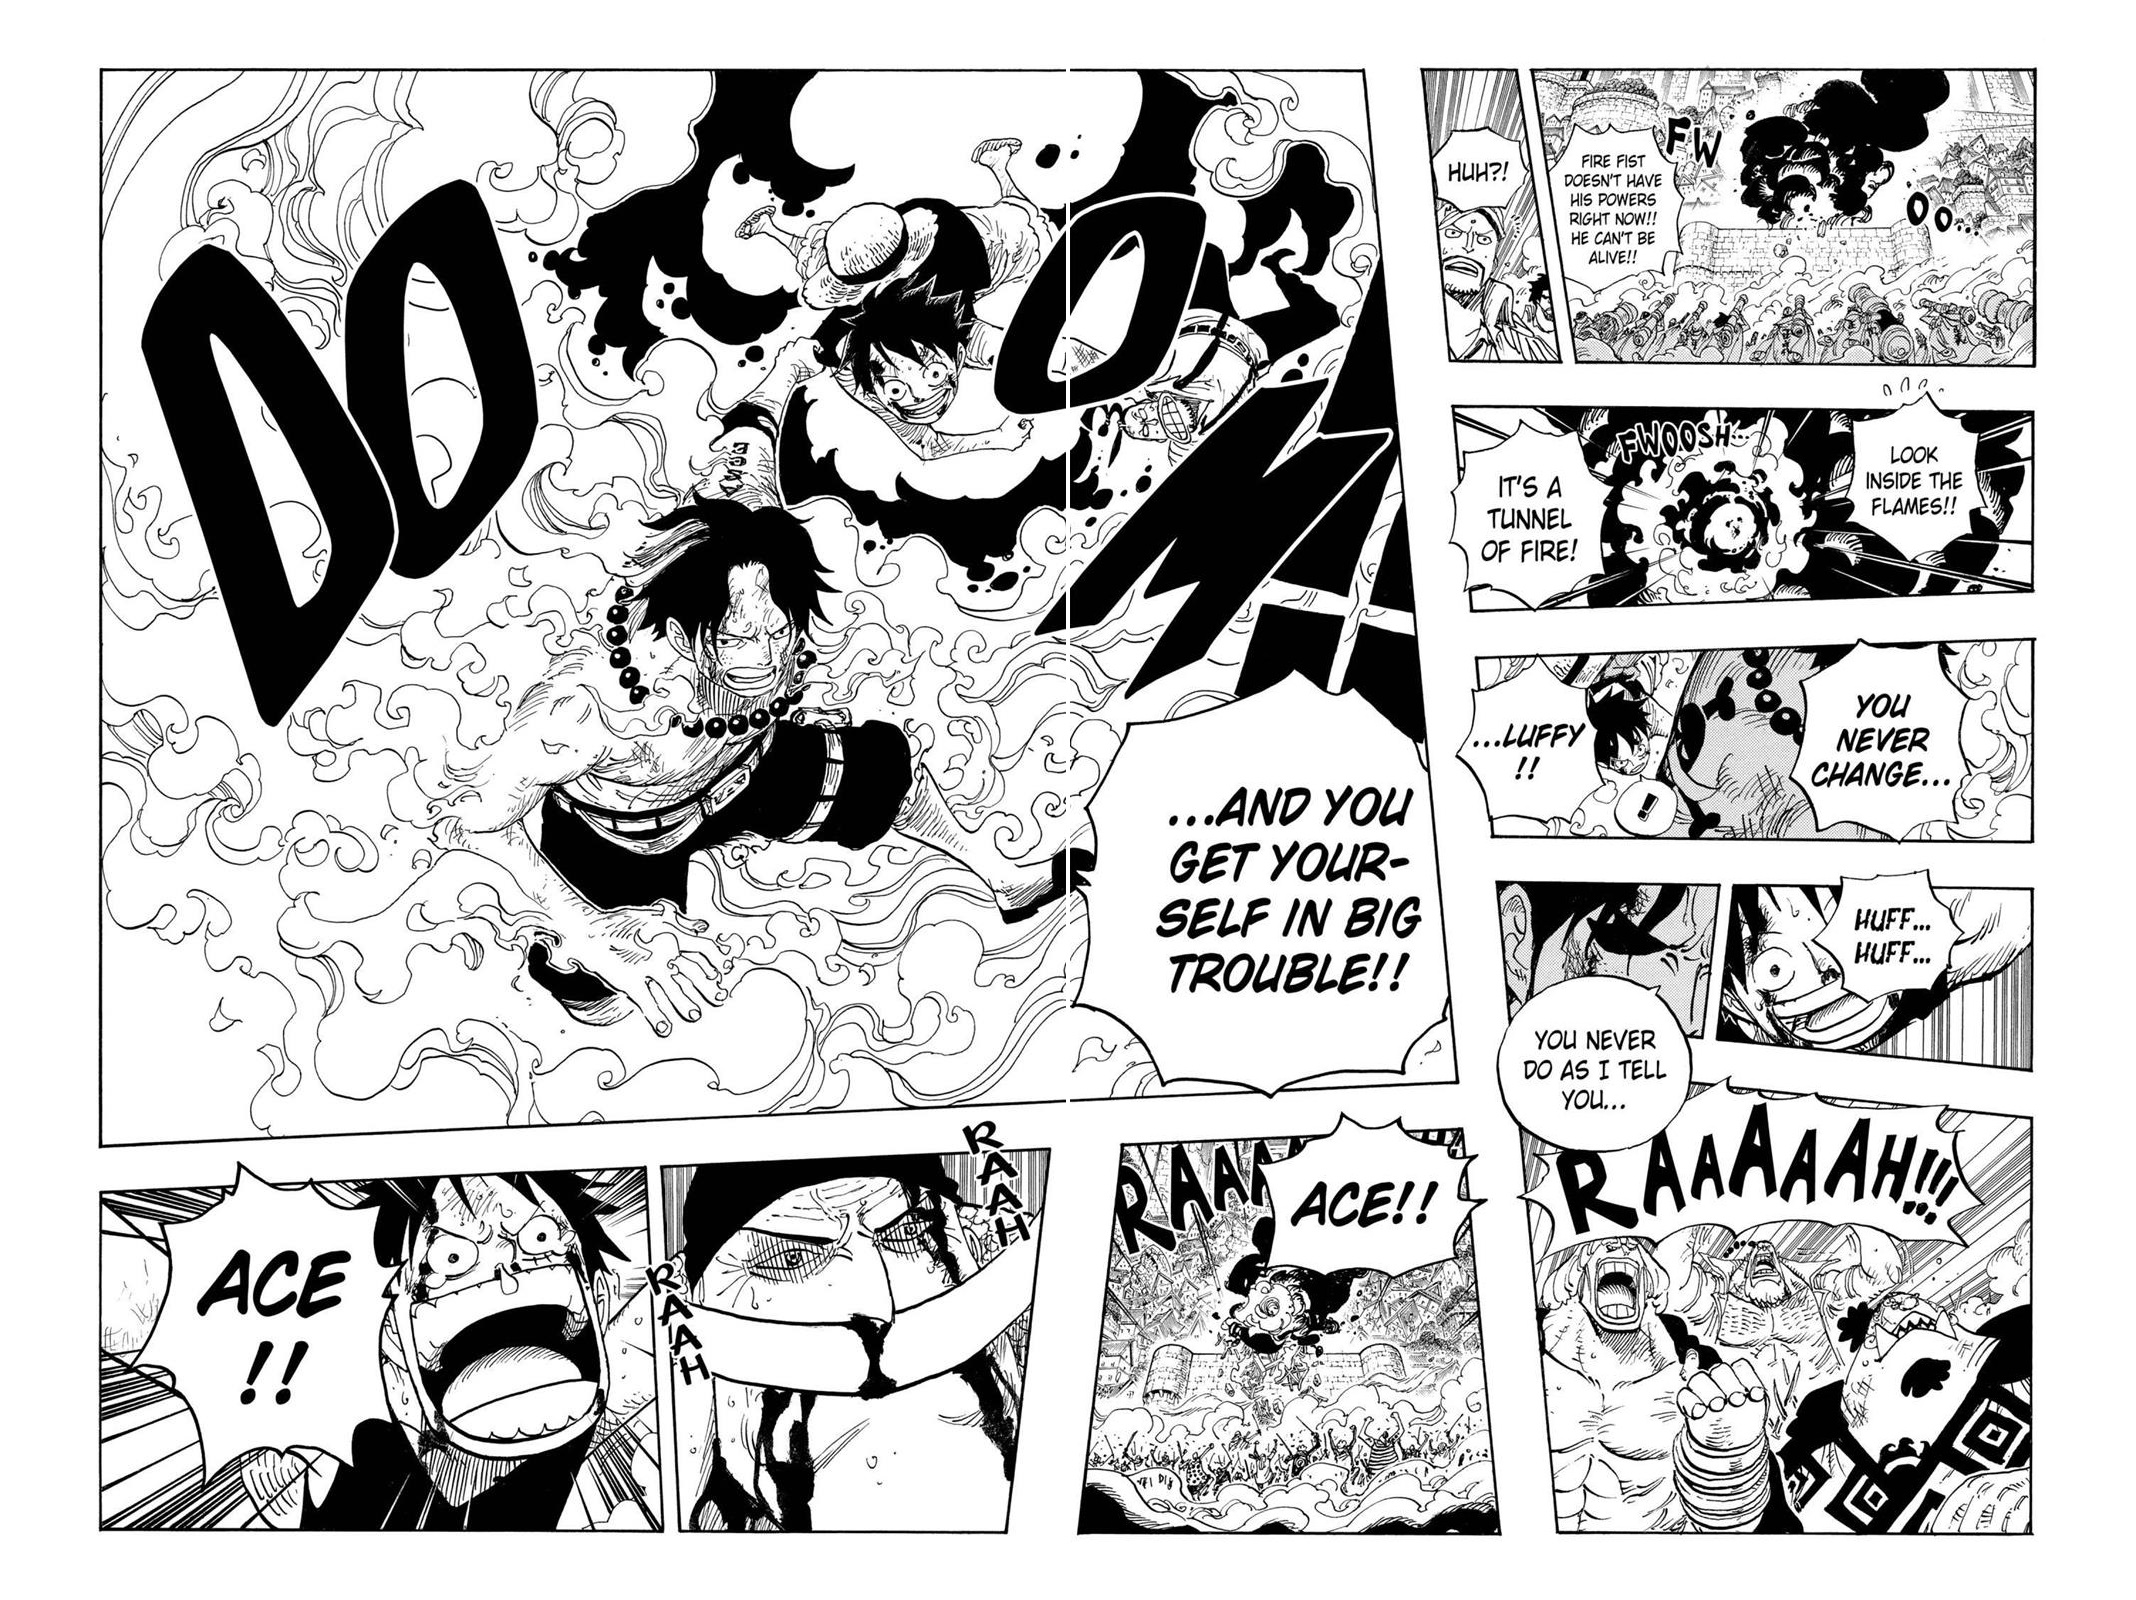 FIRE FIST
DOESN'T HAVE
HIS POWERS
RIGHT NOW!!
HE CAN'T BE
ALIVE!!
FW
OO...
HUH?!
LOOK
INSIDE THE
FLAMES!!
FWOOSH...
IT'S A
TUNNEL
OF FIRE!
YOU
NEVER
CHANGE...
!
...LUFFY
!!
HUFF...
HUFF...
YOU NEVER
DO AS I TELL
YOU...
...AND YOU
GET YOUR-
SELF IN BIG
TROUBLE!!
DOOM
RAAAAAH!!!
ACE!!
RAAA
RAAH
RAAH
ACE
!!